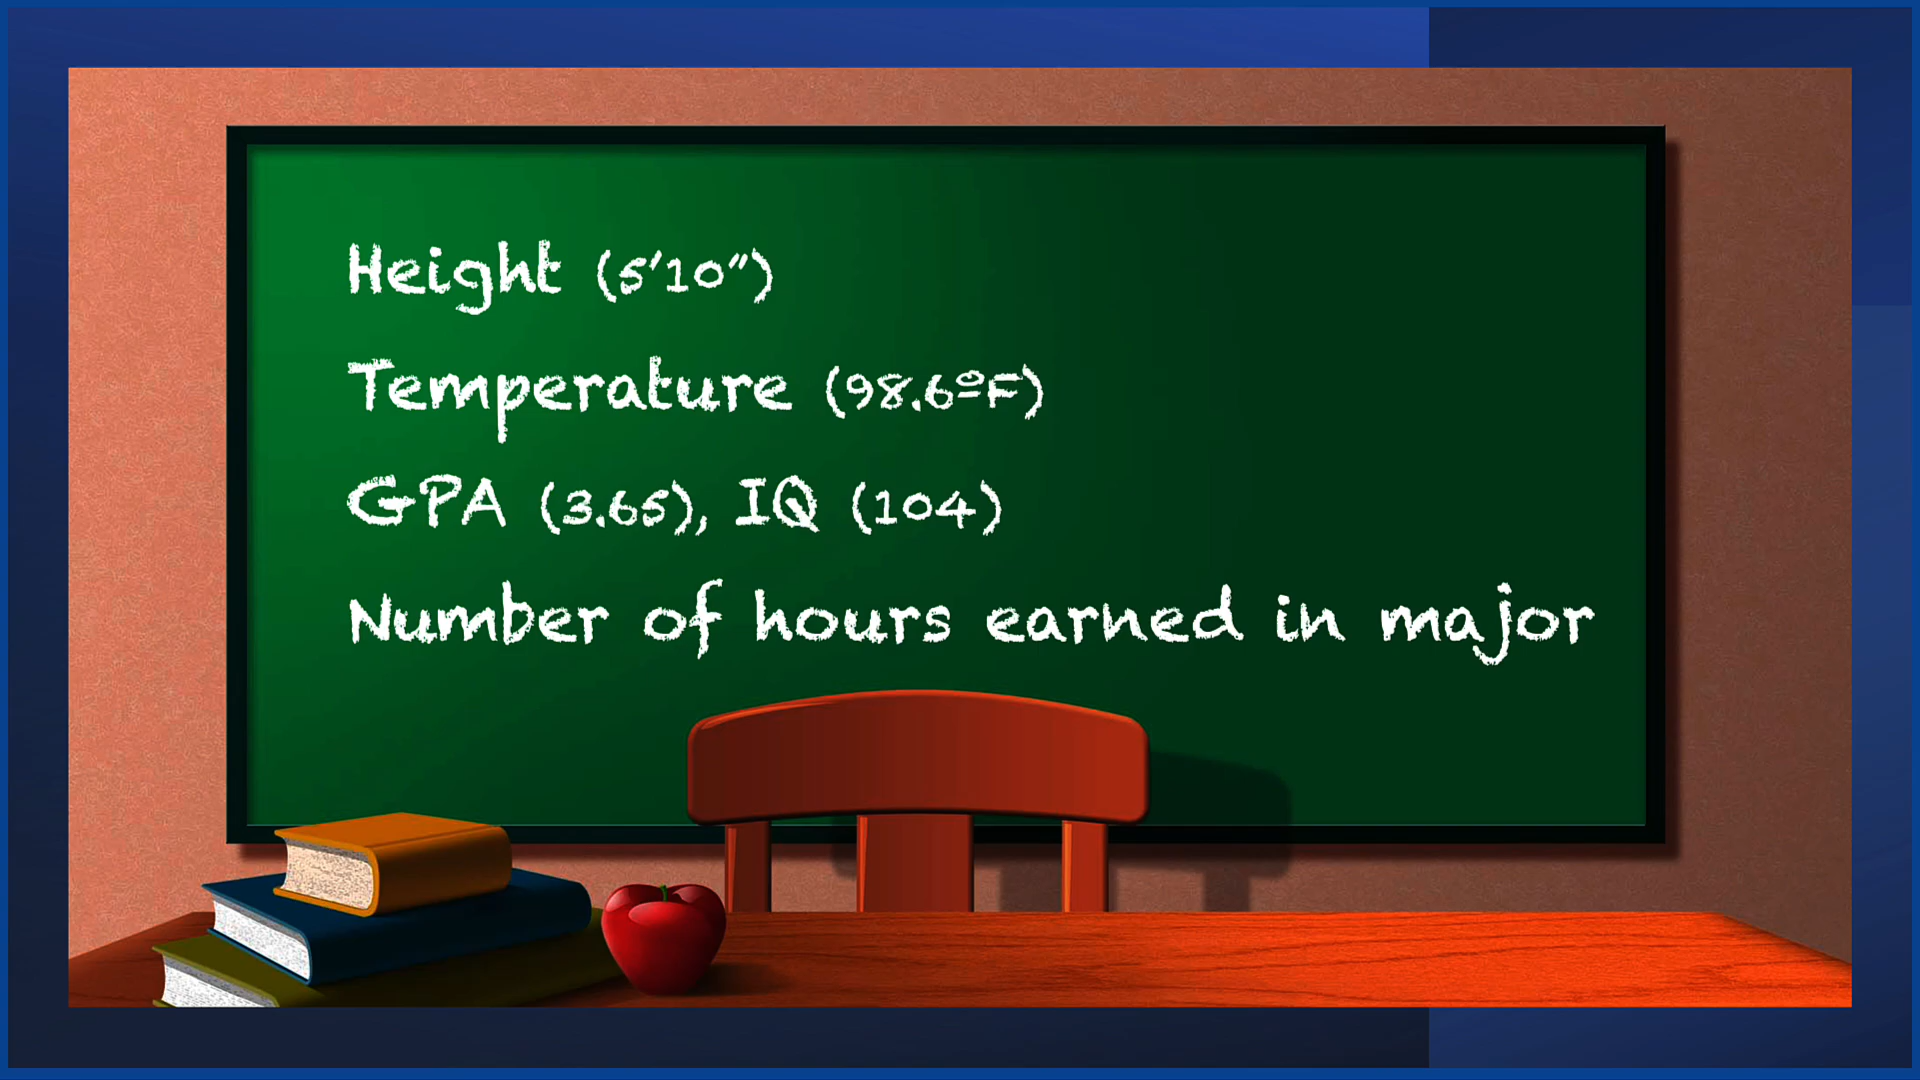 Height (5’10”)
Temperature (98.6ºF)
GPA (3.65), IQ (104)
Number of hours earned in major